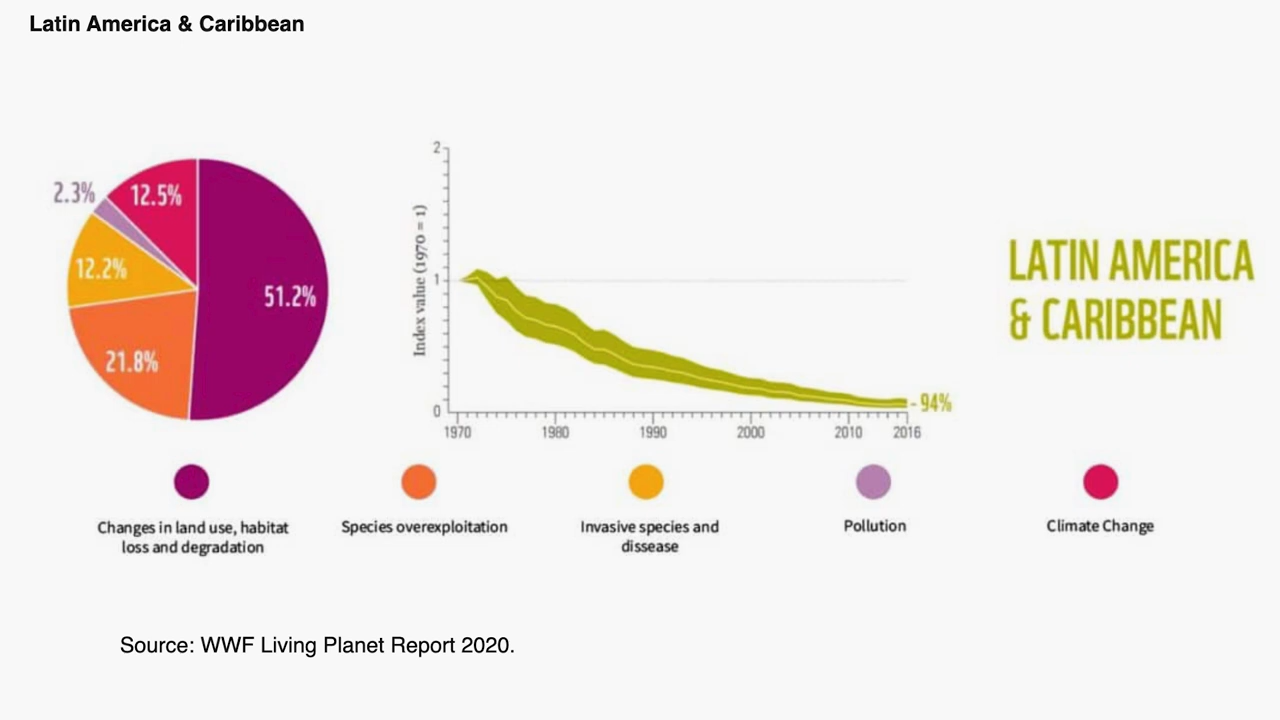 Latin America & Caribbean
2.3%
12.5%
12.2%
51.2%
21.8%
Index value (1970 = 1)
2
1
0
1970
1980
1990
2000
2010
2016
- 94%
LATIN AMERICA
& CARIBBEAN
Changes in land use, habitat
loss and degradation
Species overexploitation
Invasive species and
dissease
Pollution
Climate Change
Source: WWF Living Planet Report 2020.